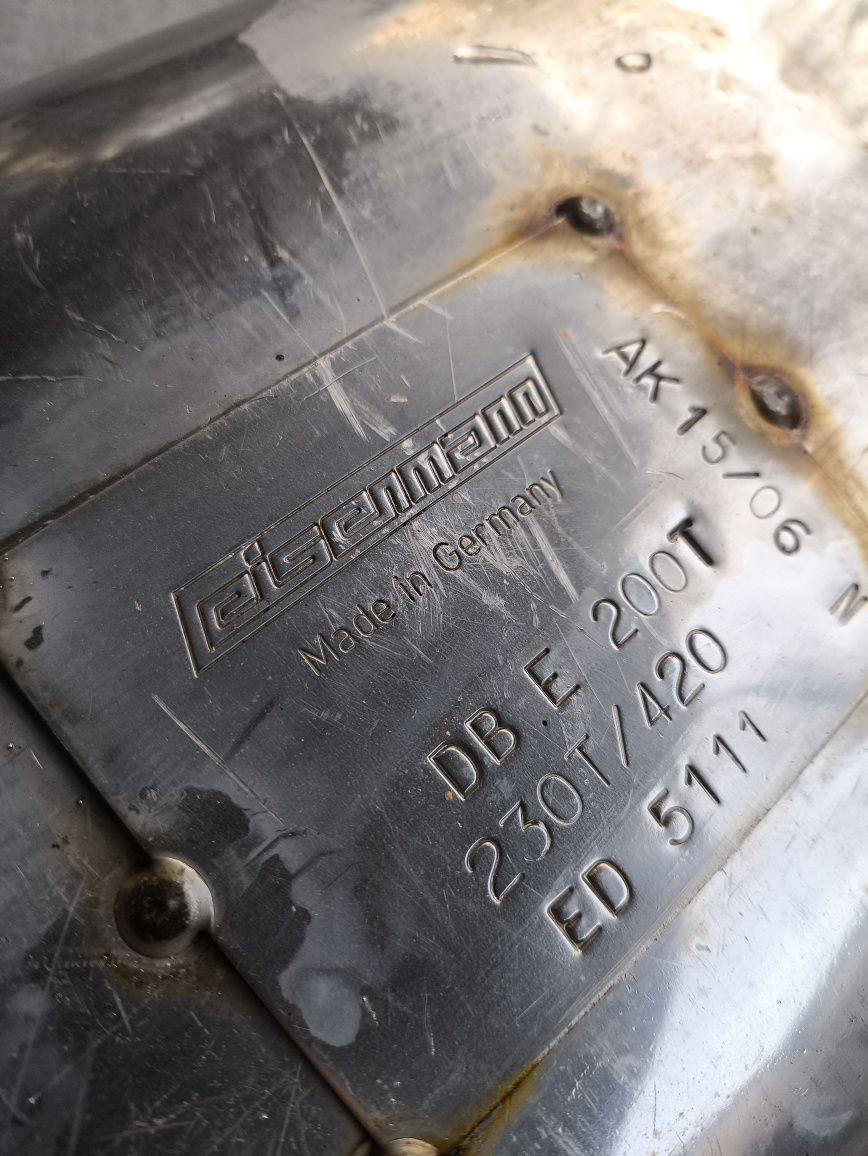 eisenmann
Made in Germany
AK 15/06 N
DB E 200T
230T/420
ED 5111